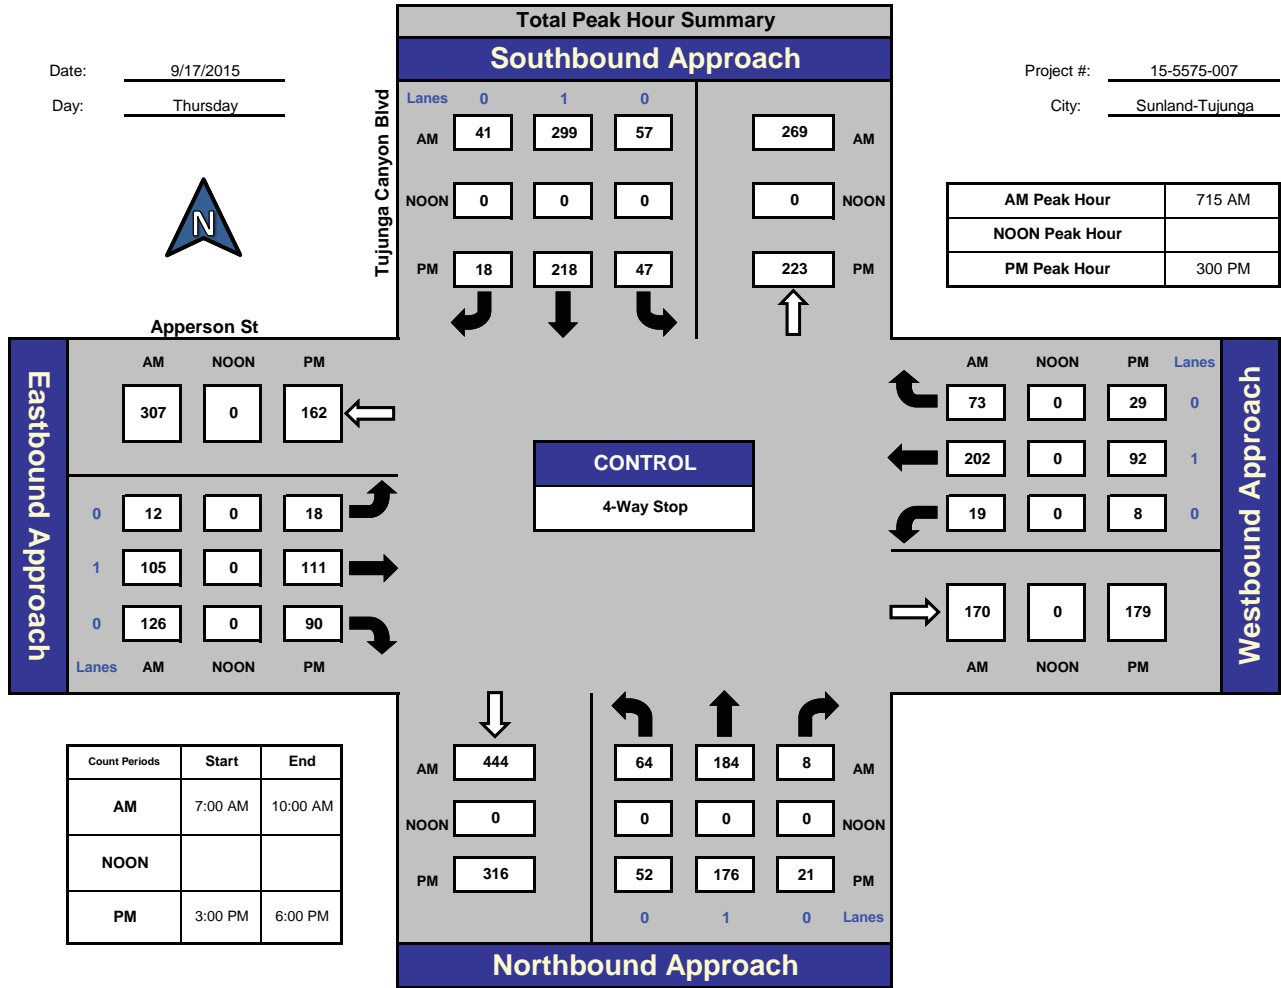 Total Peak Hour Summary
Southbound Approach
Date: 9/17/2015
Day: Thursday
Project #: 15-5575-007
City: Sunland-Tujunga
N
Tujunga Canyon Blvd
Lanes 0 1 0
AM 41 299 57 269 AM
NOON 0 0 0 0 NOON
PM 18 218 47 223 PM
AM Peak Hour 715 AM
NOON Peak Hour
PM Peak Hour 300 PM
Apperson St
Eastbound Approach
AM NOON PM
307 0 162
0 12 0 18
1 105 0 111
0 126 0 90
Lanes AM NOON PM
CONTROL
4-Way Stop
AM NOON PM Lanes
73 0 29 0
202 0 92 1
19 0 8 0
170 0 179
AM NOON PM
Westbound Approach
Count Periods Start End
AM 7:00 AM 10:00 AM
NOON
PM 3:00 PM 6:00 PM
AM 444 64 184 8 AM
NOON 0 0 0 0 NOON
PM 316 52 176 21 PM
0 1 0 Lanes
Northbound Approach